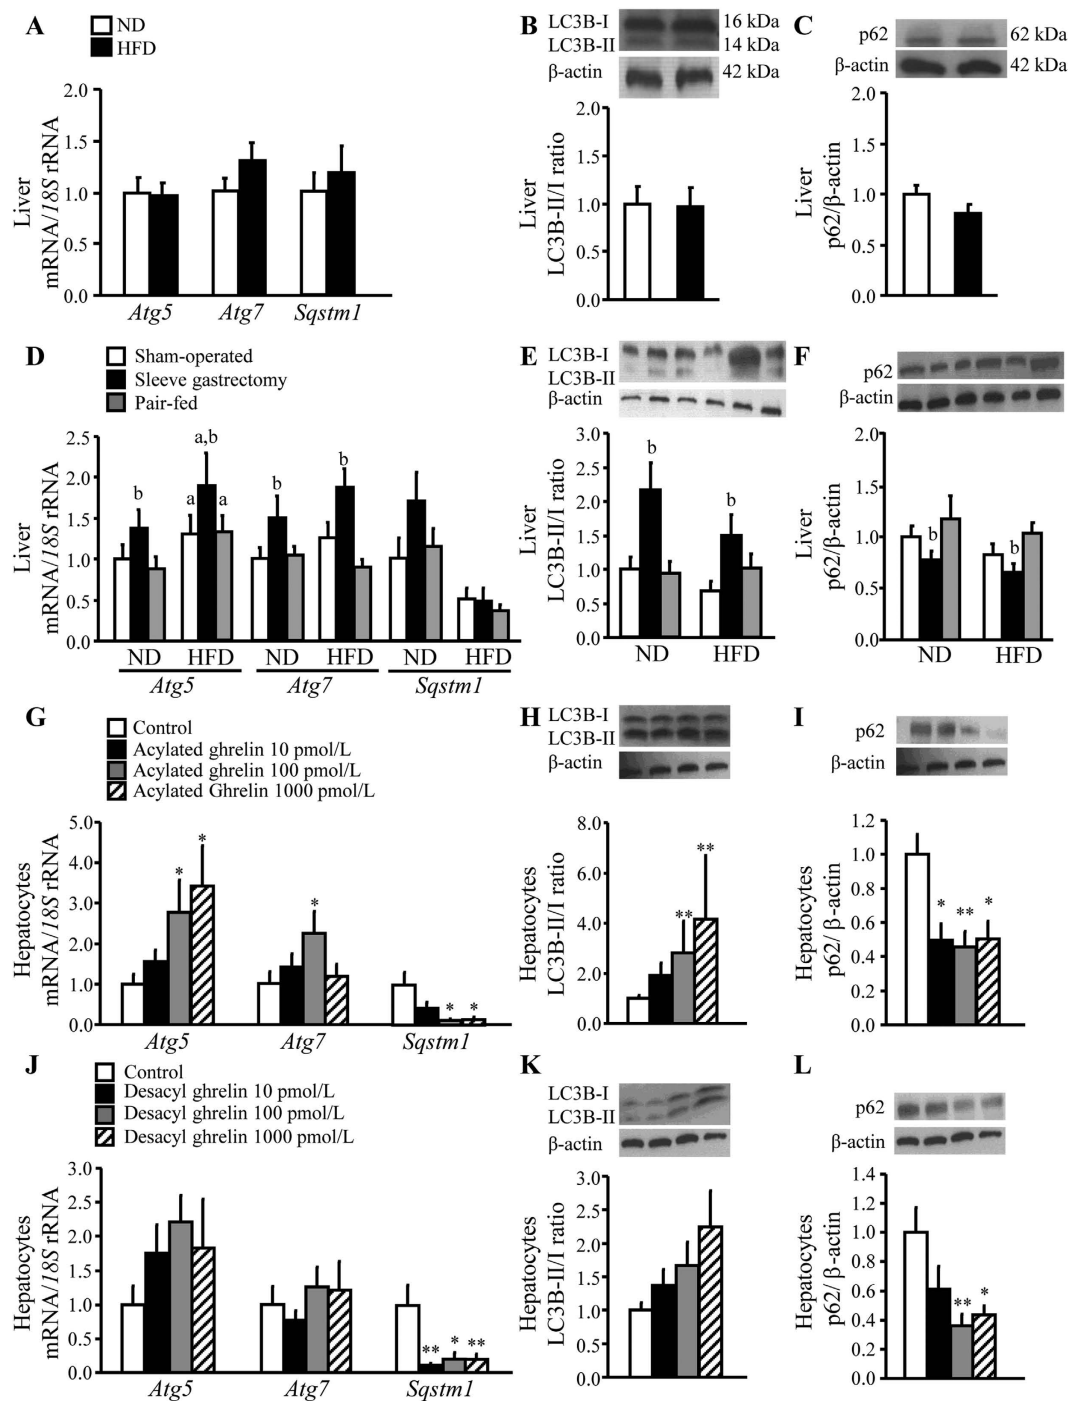 A
ND
HFD
Liver
mRNA/18S rRNA
2.0
1.5
1.0
0.5
0.0
Atg5 Atg7 Sqstm1
B
LC3B-I 16 kDa
LC3B-II 14 kDa
β-actin 42 kDa
Liver
LC3B-II/I ratio
2.0
1.5
1.0
0.5
0.0
C
p62 62 kDa
β-actin 42 kDa
Liver
p62/β-actin
2.0
1.5
1.0
0.5
0.0
D
Sham-operated
Sleeve gastrectomy
Pair-fed
Liver
mRNA/18S rRNA
2.5
2.0
1.5
1.0
0.5
0.0
b a a,b a b b
ND HFD ND HFD ND HFD
Atg5 Atg7 Sqstm1
E
LC3B-I
LC3B-II
β-actin
Liver
LC3B-II/I ratio
3.0
2.5
2.0
1.5
1.0
0.5
0.0
b b
ND HFD
F
p62
β-actin
Liver
p62/β-actin
2.0
1.5
1.0
0.5
0.0
b b
ND HFD
G
Control
Acylated ghrelin 10 pmol/L
Acylated ghrelin 100 pmol/L
Acylated Ghrelin 1000 pmol/L
Hepatocytes
mRNA/18S rRNA
5.0
4.0
3.0
2.0
1.0
0.0
* * * * *
Atg5 Atg7 Sqstm1
H
LC3B-I
LC3B-II
β-actin
Hepatocytes
LC3B-II/I ratio
8.0
6.0
4.0
2.0
0.0
** **
I
p62
β-actin
Hepatocytes
p62/ β-actin
1.2
1.0
0.8
0.6
0.4
0.2
0.0
* ** *
J
Control
Desacyl ghrelin 10 pmol/L
Desacyl ghrelin 100 pmol/L
Desacyl ghrelin 1000 pmol/L
Hepatocytes
mRNA/18S rRNA
3.0
2.5
2.0
1.5
1.0
0.5
0.0
** * **
Atg5 Atg7 Sqstm1
K
LC3B-I
LC3B-II
β-actin
Hepatocytes
LC3B-II/I ratio
3.0
2.5
2.0
1.5
1.0
0.5
0.0
L
p62
β-actin
Hepatocytes
p62/ β-actin
1.4
1.2
1.0
0.8
0.6
0.4
0.2
0.0
** *